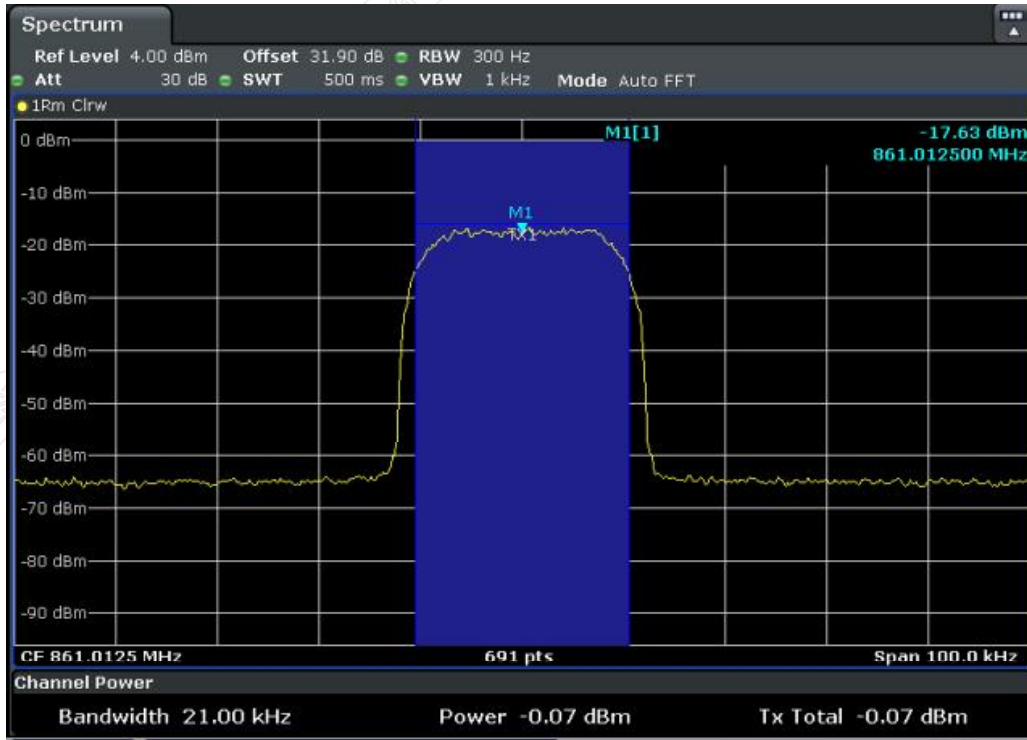 Spectrum
Ref Level 4.00 dBm Offset 31.90 dB RBW 300 Hz
Att 30 dB SWT 500 ms VBW 1 kHz Mode Auto FFT
1Rm Clrw
M1[1] -17.63 dBm
861.012500 MHz
0 dBm
-10 dBm
M1
TX1
-20 dBm
-30 dBm
-40 dBm
-50 dBm
-60 dBm
-70 dBm
-80 dBm
-90 dBm
CF 861.0125 MHz 691 pts Span 100.0 kHz
Channel Power
Bandwidth 21.00 kHz Power -0.07 dBm Tx Total -0.07 dBm